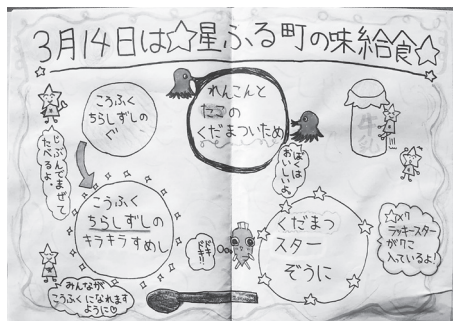 3月14日は☆星ふる町の味給食☆
こうふく
ちらしずしの
ぐ
じぶんでまぜて
たべるよ。
れんこんと
たこの
くだまついため
ぼくは
おいしいよ。
牛乳
こうふく
ちらしずしの
キラキラすめし
みんなが
こうふくになれます
ように♡
ドキ
ドキ!!
くだまつ
スター
ぞうに
ラッキースター
入っているよ!